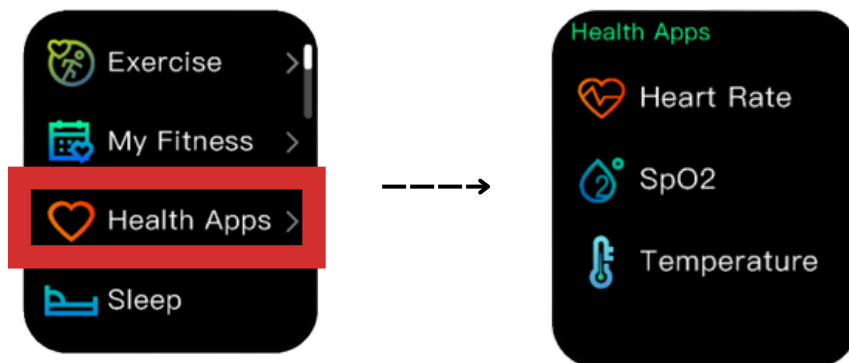 Exercise
My Fitness
Health Apps
Sleep
Health Apps
Heart Rate
SpO2
Temperature